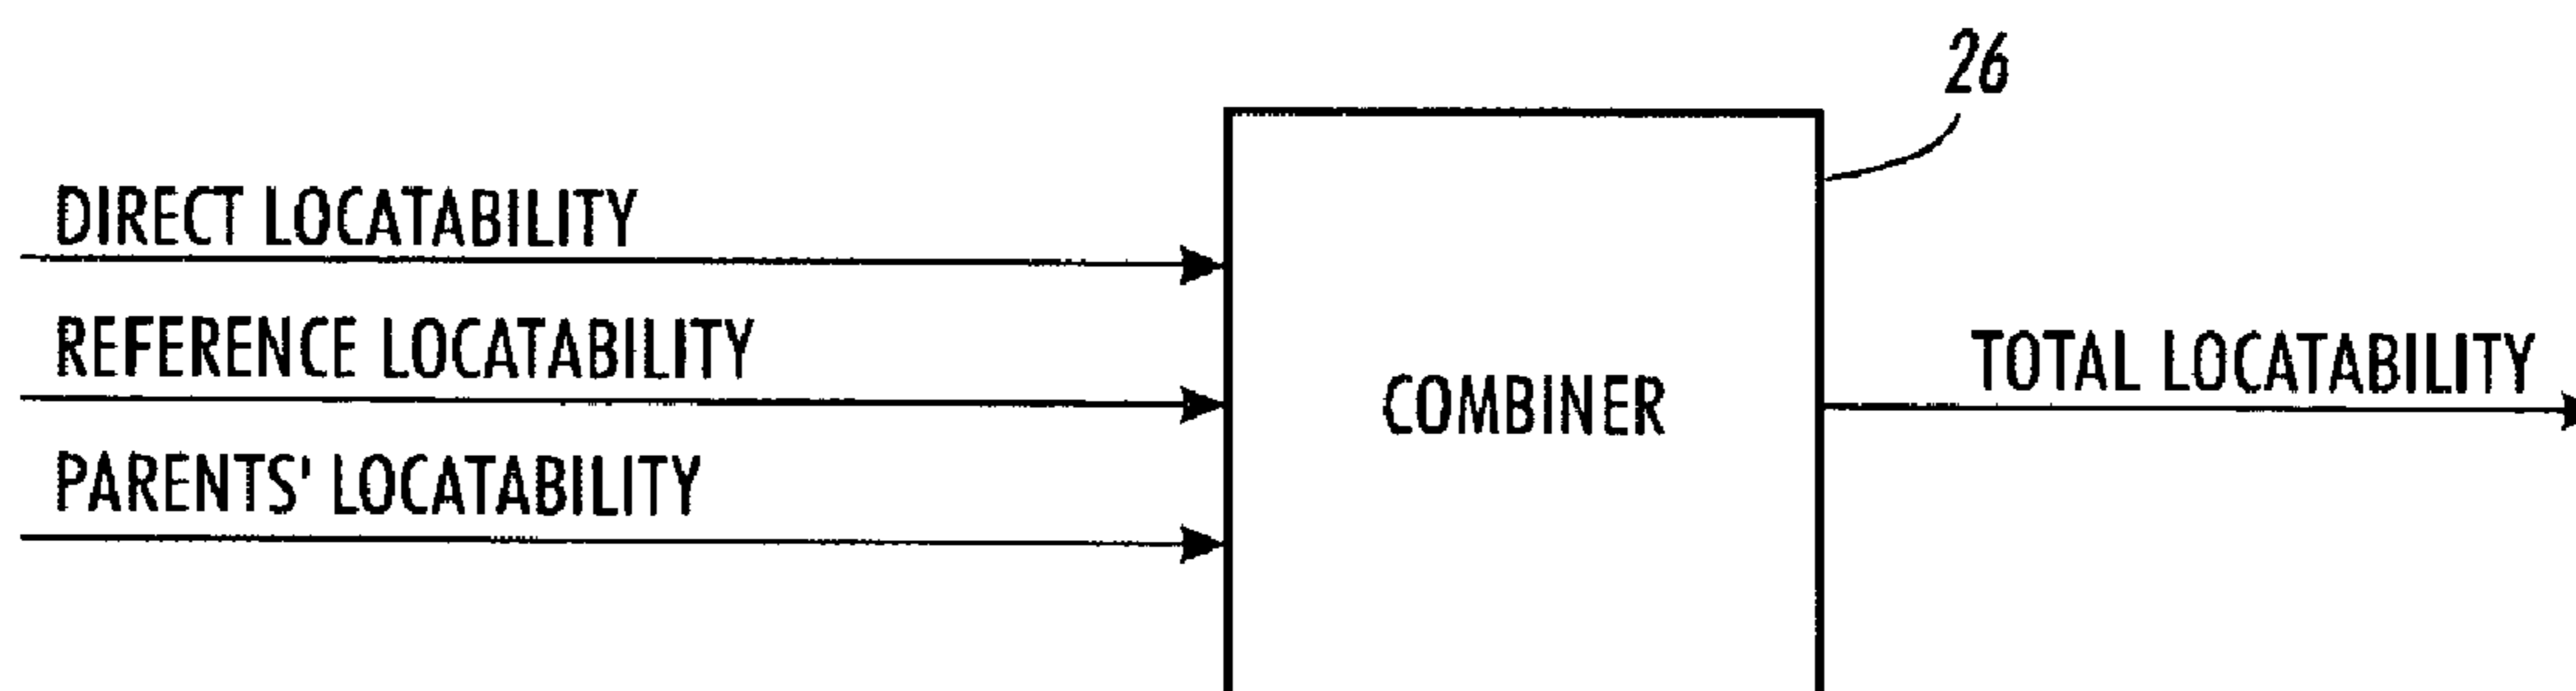 26
DIRECT LOCATABILITY
REFERENCE LOCATABILITY
PARENTS' LOCATABILITY
COMBINER
TOTAL LOCATABILITY